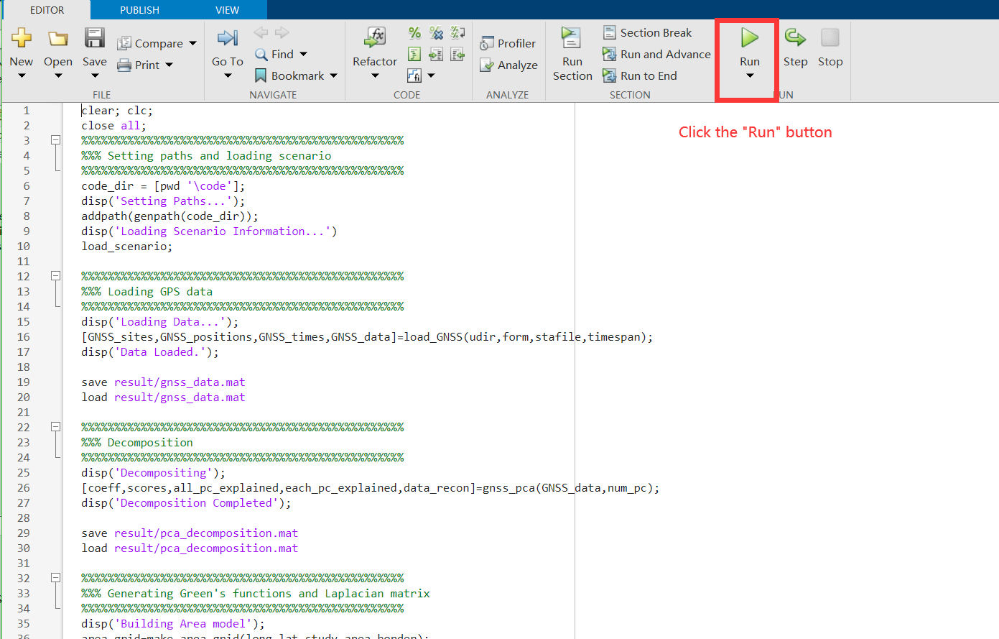 EDITOR PUBLISH VIEW
New Open Save Compare Print
FILE
Go To Find Bookmark
NAVIGATE
Refactor
CODE
Profiler
Analyze
ANALYZE
Run Section
Section Break
Run and Advance
Run to End
SECTION
Run Step Stop
UN
Click the "Run" button
1 clear; clc;
2 close all;
3 %%%%%%%%%%%%%%%%%%%%%%%%%%%%%%%%%%%%%%%%%%%%%%%%%
4 %%% Setting paths and loading scenario
5 %%%%%%%%%%%%%%%%%%%%%%%%%%%%%%%%%%%%%%%%%%%%%%%%%
6 code_dir = [pwd '\code'];
7 disp('Setting Paths...');
8 addpath(genpath(code_dir));
9 disp('Loading Scenario Information...')
10 load_scenario;
11
12 %%%%%%%%%%%%%%%%%%%%%%%%%%%%%%%%%%%%%%%%%%%%%%%%%
13 %%% Loading GPS data
14 %%%%%%%%%%%%%%%%%%%%%%%%%%%%%%%%%%%%%%%%%%%%%%%%%
15 disp('Loading Data...');
16 [GNSS_sites,GNSS_positions,GNSS_times,GNSS_data]=load_GNSS(udir,form,stafile,timespan);
17 disp('Data Loaded.');
18
19 save result/gnss_data.mat
20 load result/gnss_data.mat
21
22 %%%%%%%%%%%%%%%%%%%%%%%%%%%%%%%%%%%%%%%%%%%%%%%%%
23 %%% Decomposition
24 %%%%%%%%%%%%%%%%%%%%%%%%%%%%%%%%%%%%%%%%%%%%%%%%%
25 disp('Decompositing');
26 [coeff,scores,all_pc_explained,each_pc_explained,data_recon]=gnss_pca(GNSS_data,num_pc);
27 disp('Decomposition Completed');
28
29 save result/pca_decomposition.mat
30 load result/pca_decomposition.mat
31
32 %%%%%%%%%%%%%%%%%%%%%%%%%%%%%%%%%%%%%%%%%%%%%%%%%
33 %%% Generating Green's functions and Laplacian matrix
34 %%%%%%%%%%%%%%%%%%%%%%%%%%%%%%%%%%%%%%%%%%%%%%%%%
35 disp('Building Area model');
36 area_grid=make_area_grid(long,lat,study_area_border);